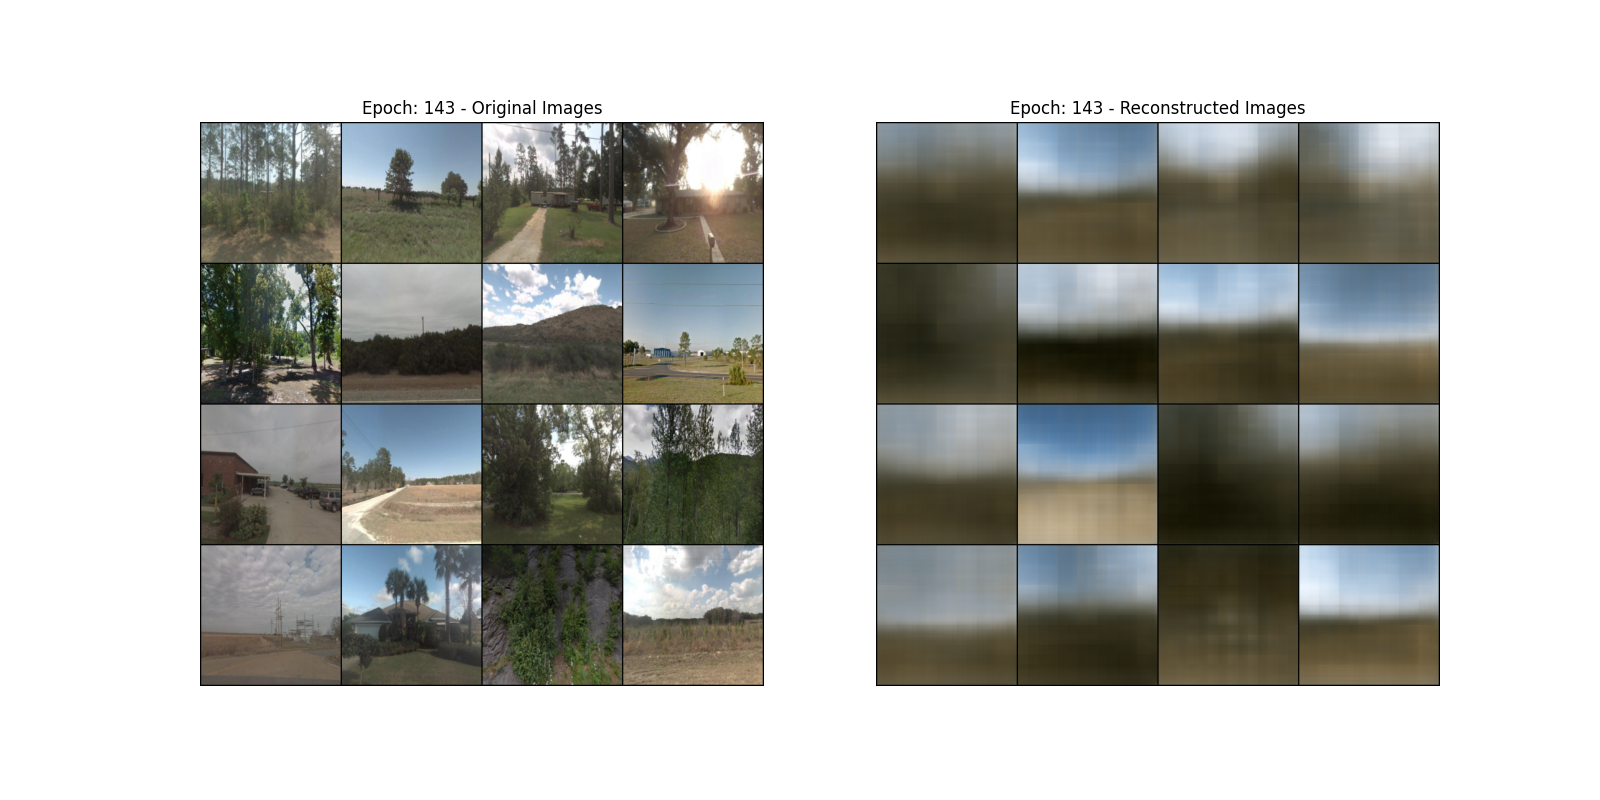 Epoch: 143 - Original Images
Epoch: 143 - Reconstructed Images